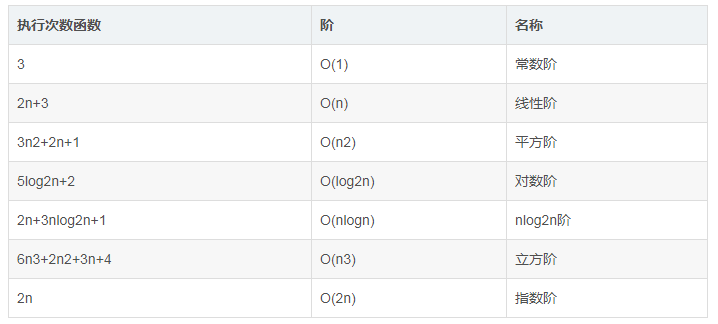 执行次数函数 阶 名称
3 O(1) 常数阶
2n+3 O(n) 线性阶
3n2+2n+1 O(n2) 平方阶
5log2n+2 O(log2n) 对数阶
2n+3nlog2n+1 O(nlogn) nlog2n阶
6n3+2n2+3n+4 O(n3) 立方阶
2n O(2n) 指数阶